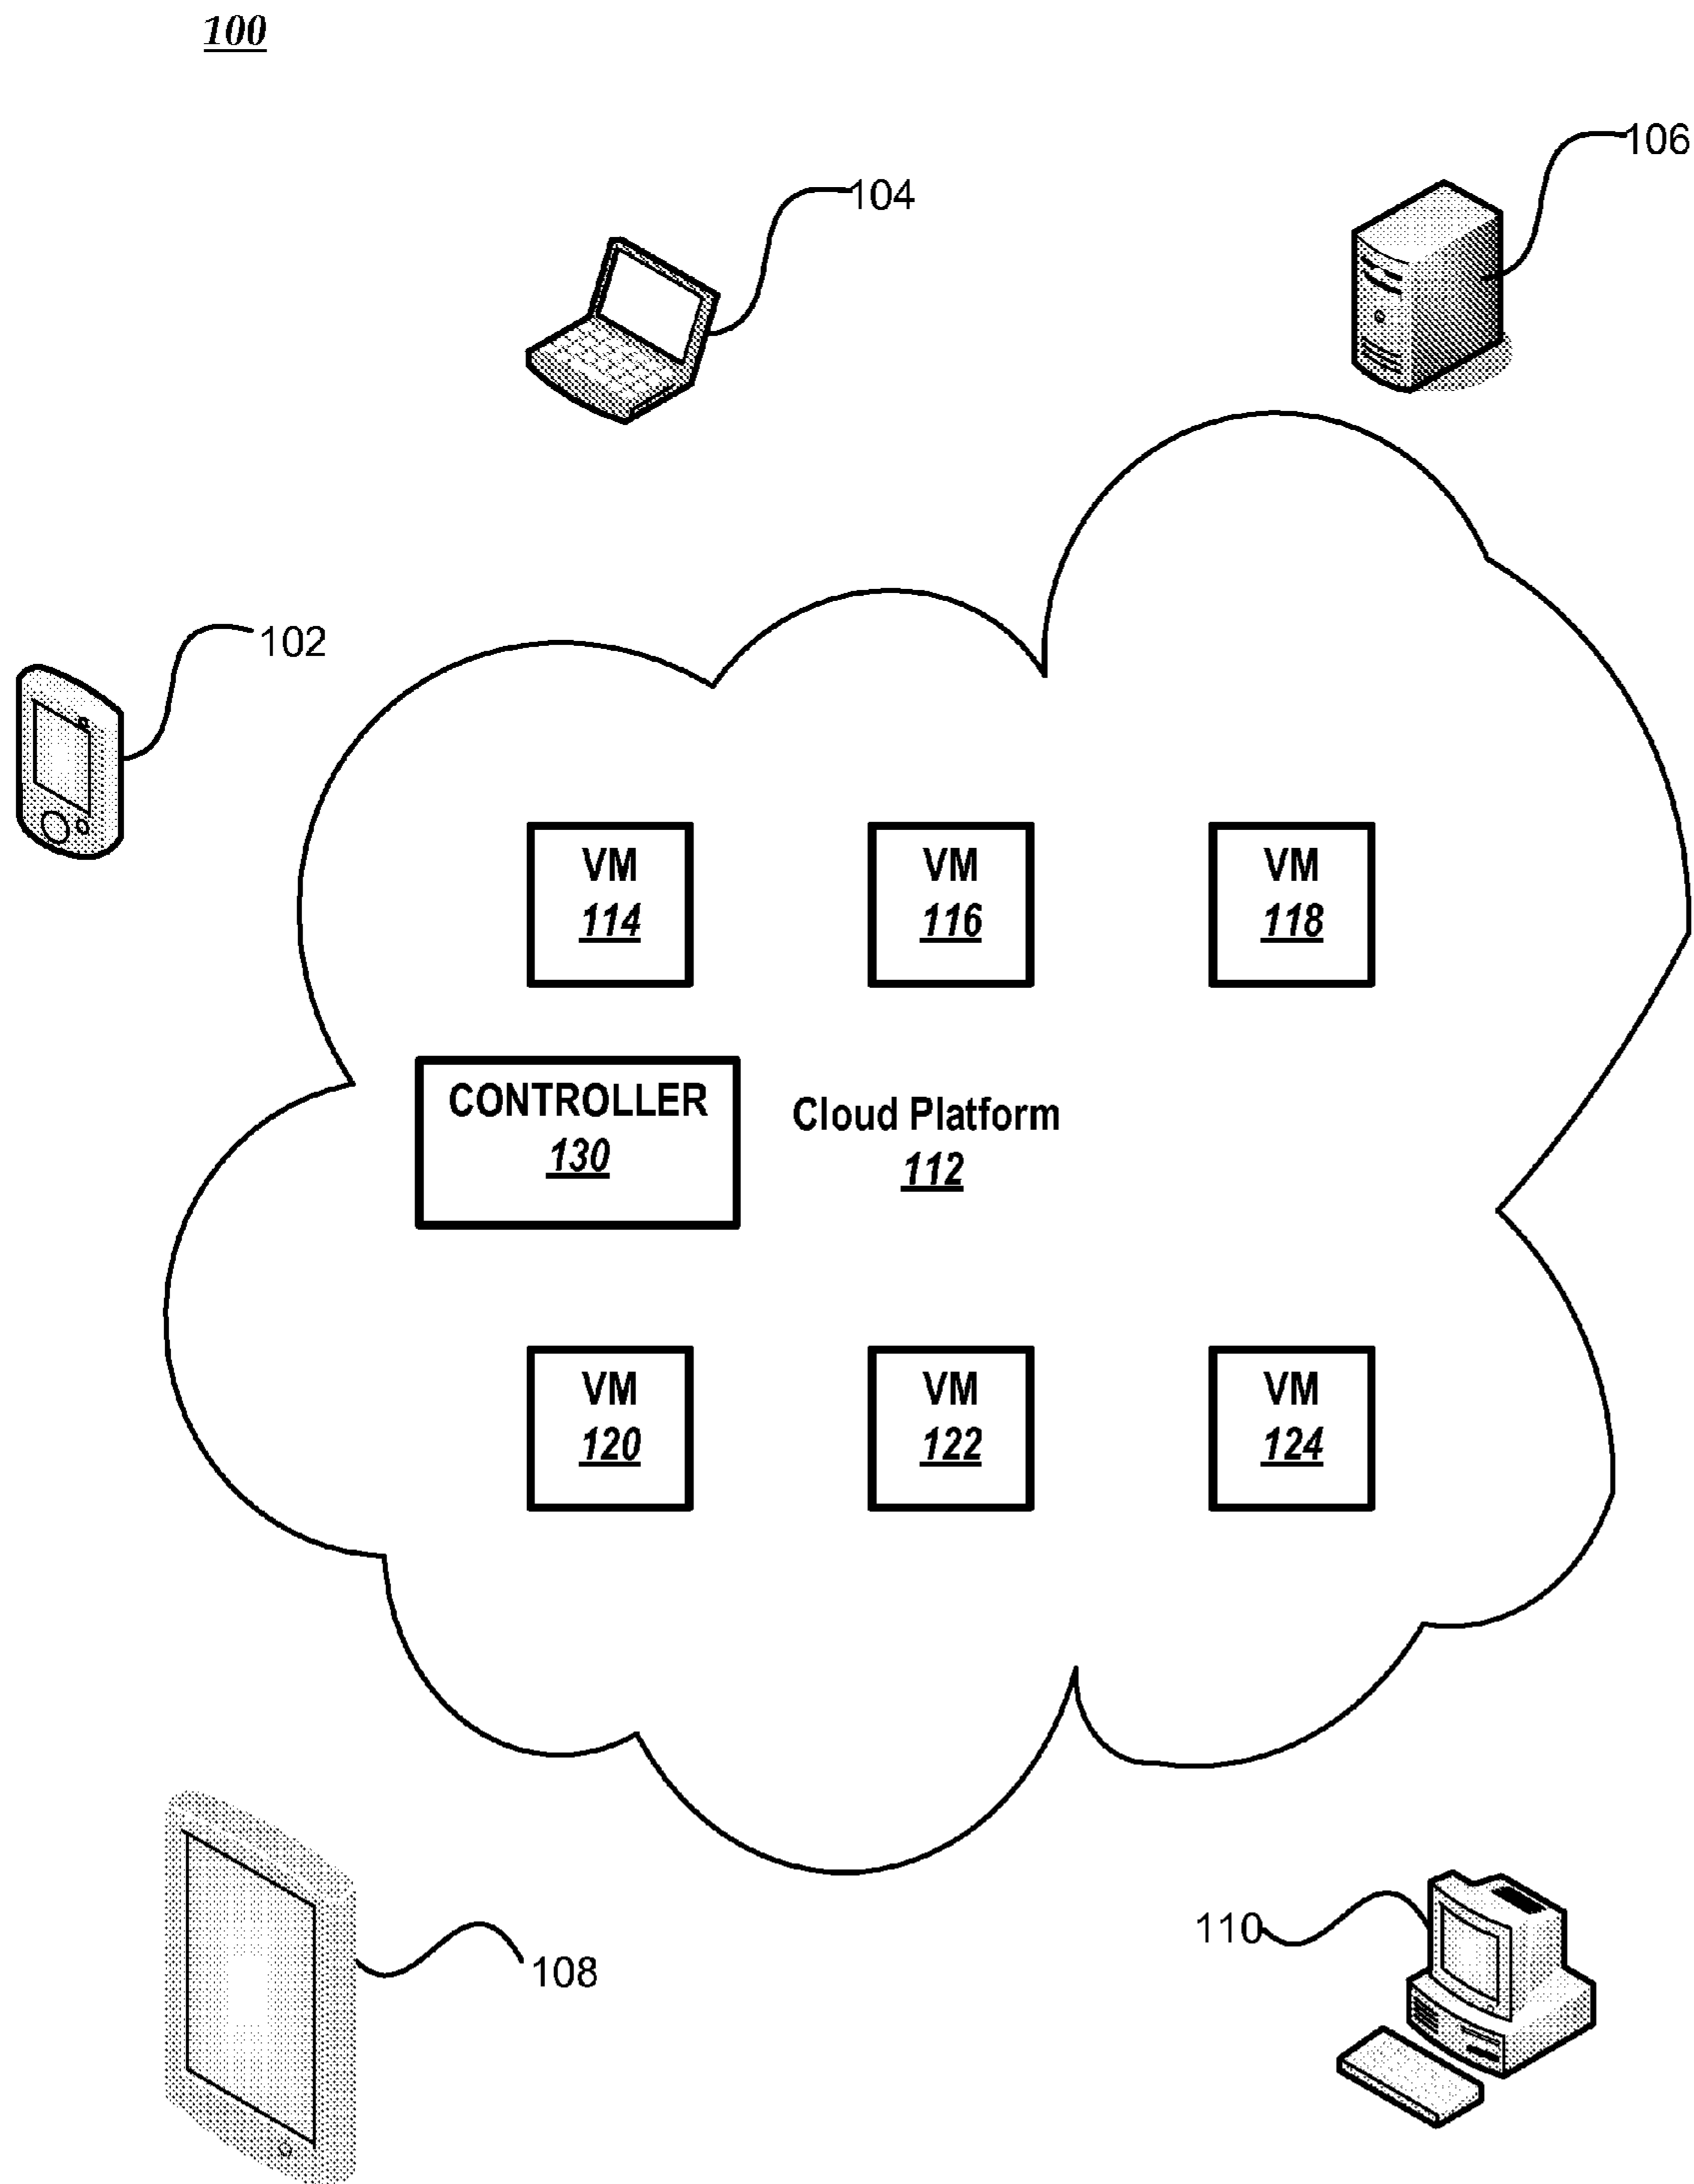 100
106
104
102
VM
114
VM
116
VM
118
CONTROLLER
130
Cloud Platform
112
VM
120
VM
122
VM
124
110
108